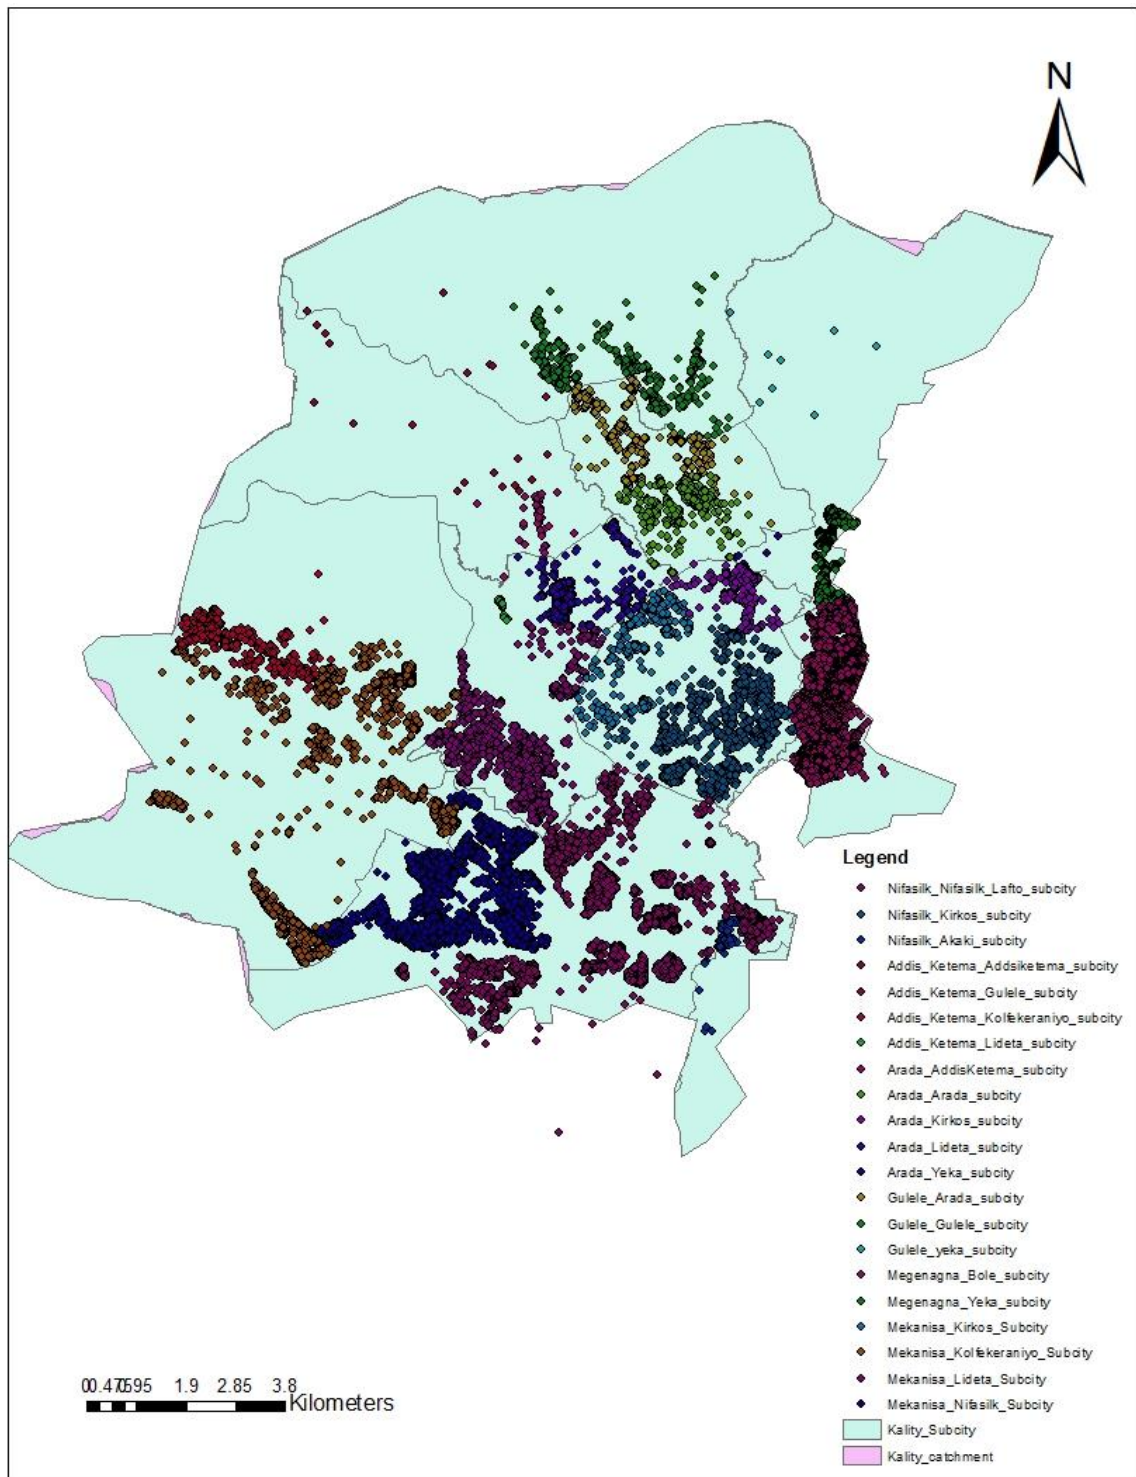 N
Legend
Nifasilk_Nifasilk_Lafto_subcity
Nifasilk_Kirkos_subcity
Nifasilk_Akaki_subcity
Addis_Ketema_Addsiketema_subcity
Addis_Ketema_Gulele_subcity
Addis_Ketema_Kolfekeraniyo_subcity
Addis_Ketema_Lideta_subcity
Arada_AddisKetema_subcity
Arada_Arada_subcity
Arada_Kirkos_subcity
Arada_Lideta_subcity
Arada_Yeka_subcity
Gulele_Arada_subcity
Gulele_Gulele_subcity
Gulele_yeka_subcity
Megenagna_Bole_subcity
Megenagna_Yeka_subcity
Mekanisa_Kirkos_Subcity
Mekanisa_Kolfekeraniyo_Subcity
Mekanisa_Lideta_Subcity
Mekanisa_Nifasilk_Subcity
Kality_Subcity
Kality_catchment
1.9 2.85 3.8
Kilometers